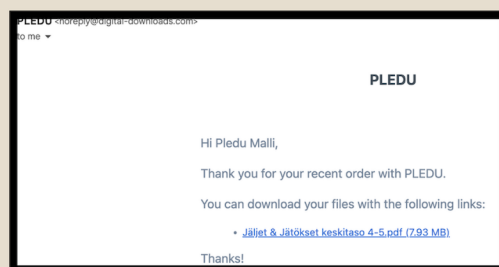 PLEDU <noreply@digital-downloads.com>
to me
PLEDU
Hi Pledu Malli,
Thank you for your recent order with PLEDU.
You can download your files with the following links:
• Jäljet & Jätökset keskitaso 4-5.pdf (7.93 MB)
Thanks!